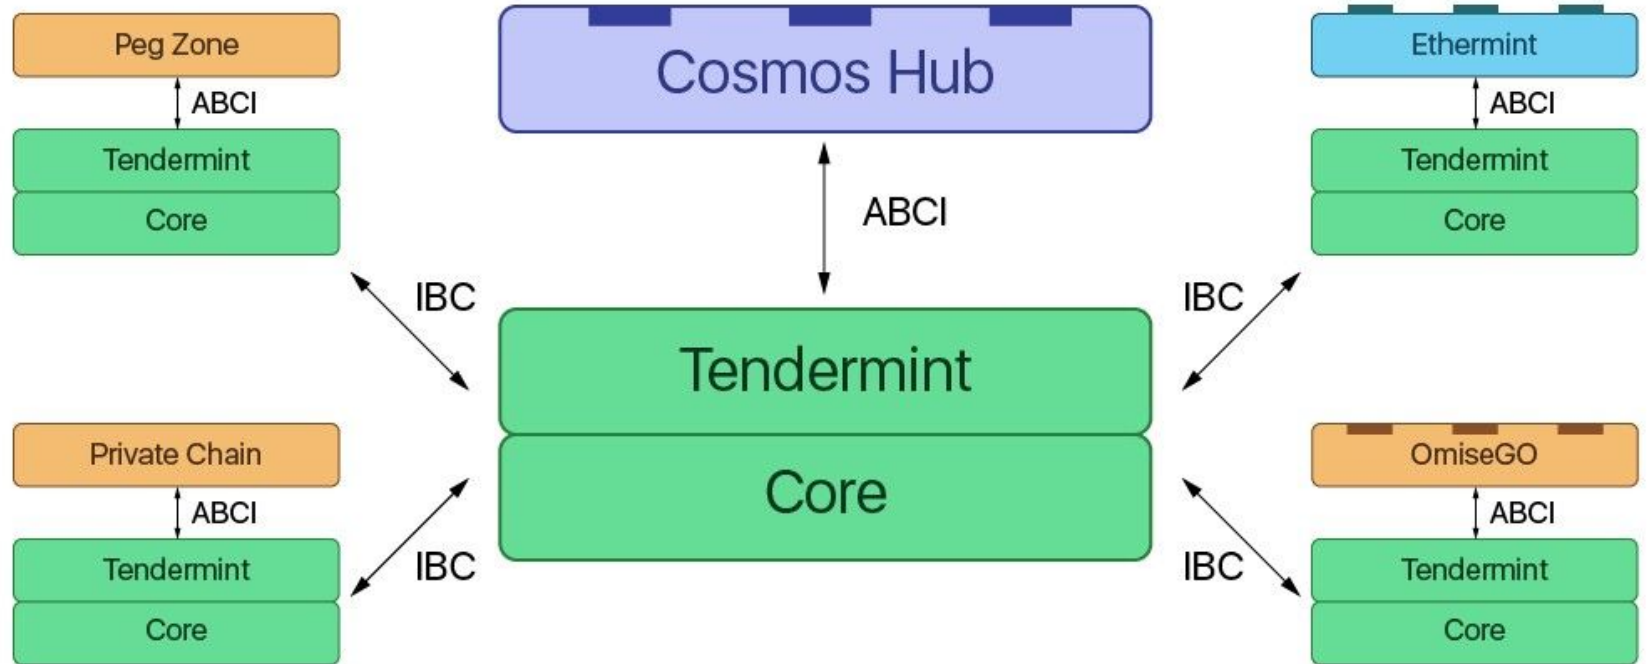 Peg Zone
ABCI
Tendermint
Core
Cosmos Hub
ABCI
Ethermint
ABCI
Tendermint
Core
IBC
IBC
Tendermint
Core
Private Chain
ABCI
Tendermint
Core
IBC
IBC
OmiseGO
ABCI
Tendermint
Core